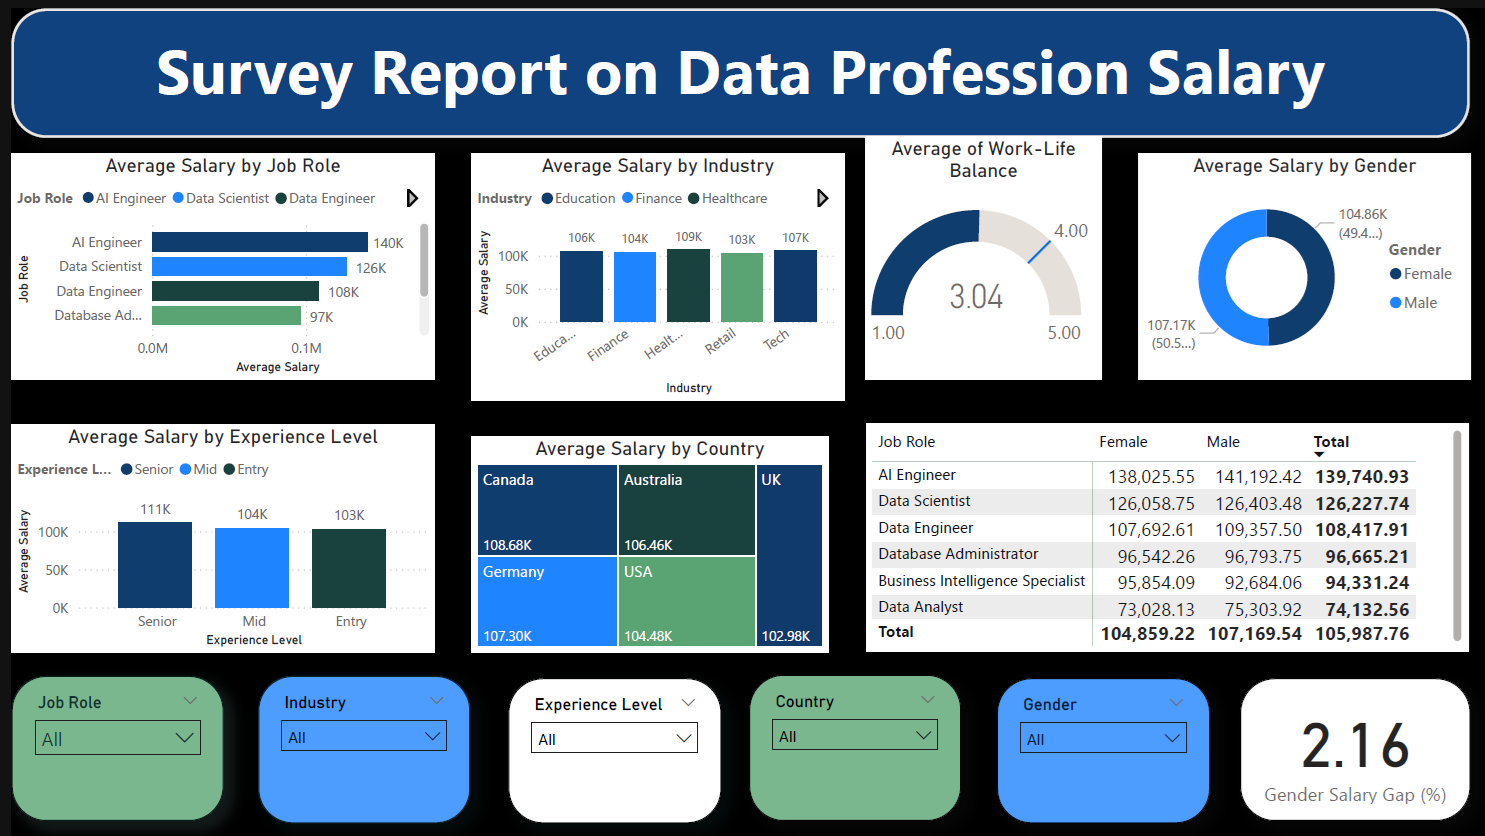 Survey Report on Data Profession Salary
Average Salary by Job Role
Job Role AI Engineer Data Scientist Data Engineer
Job Role
AI Engineer 140K
Data Scientist 126K
Data Engineer 108K
Database Ad... 97K
0.0M 0.1M
Average Salary
Average Salary by Industry
Industry Education Finance Healthcare
Average Salary
100K
50K
0K
106K 104K 109K 103K 107K
Educa... Finance Healt... Retail Tech
Industry
Average of Work-Life
Balance
4.00
3.04
1.00 5.00
Average Salary by Gender
104.86K
(49.4...)
107.17K
(50.5...)
Gender
Female
Male
Average Salary by Experience Level
Experience L... Senior Mid Entry
Average Salary
100K
50K
0K
111K 104K 103K
Senior Mid Entry
Experience Level
Average Salary by Country
Canada
108.68K
Australia
106.46K
UK
102.98K
Germany
107.30K
USA
104.48K
Job Role Female Male Total
AI Engineer 138,025.55 141,192.42 139,740.93
Data Scientist 126,058.75 126,403.48 126,227.74
Data Engineer 107,692.61 109,357.50 108,417.91
Database Administrator 96,542.26 96,793.75 96,665.21
Business Intelligence Specialist 95,854.09 92,684.06 94,331.24
Data Analyst 73,028.13 75,303.92 74,132.56
Total 104,859.22 107,169.54 105,987.76
Job Role
All
Industry
All
Experience Level
All
Country
All
Gender
All
2.16
Gender Salary Gap (%)